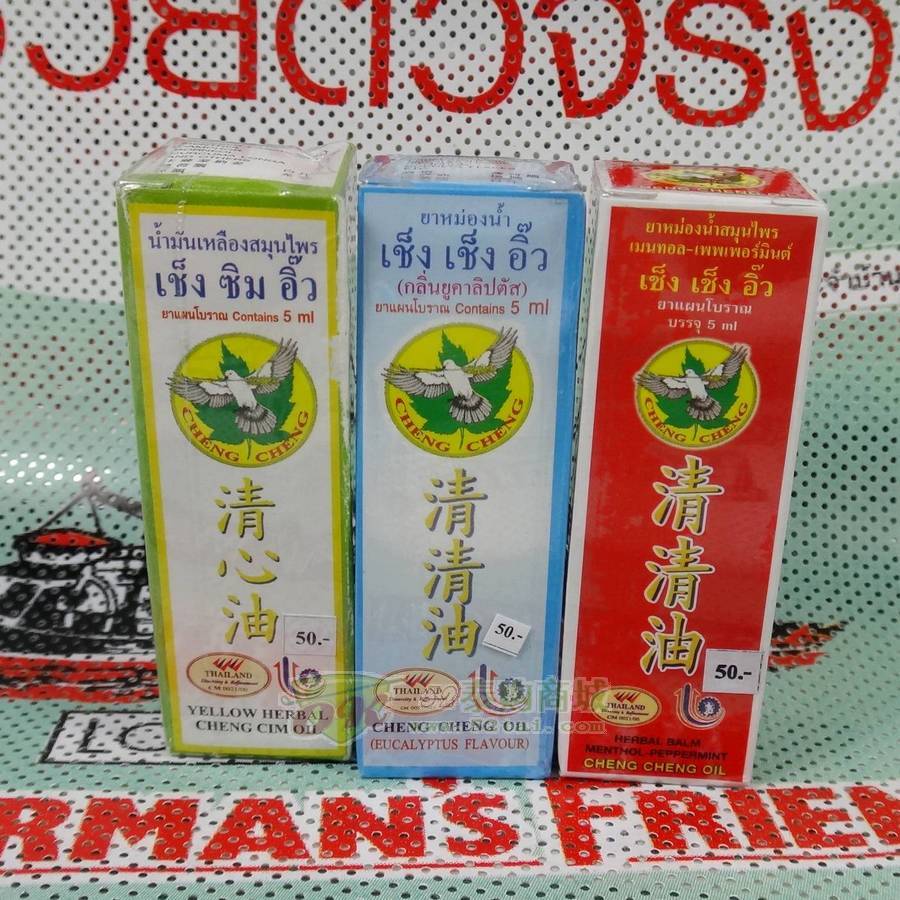 น้ำมันเหลืองสมุนไพร
เช็ง ซิม อิ๊ว
ยาแผนโบราณ Contains 5 ml
CHENG CHENG
清心油
50.-
THAILAND
YELLOW HERBAL
CHENG CIM OIL
ยาหม่องน้ำ
เช็ง เช็ง อิ๊ว
(กลิ่นยูคาลิปตัส)
ยาแผนโบราณ Contains 5 ml
CHENG CHENG
清清油
50.-
THAILAND
CHENG CHENG OIL
(EUCALYPTUS FLAVOUR)
ยาหม่องน้ำสมุนไพร
เมนทอล-เพพเพอร์มินต์
เช็ง เช็ง อิ๊ว
ยาแผนโบราณ
บรรจุ 5 ml
CHENG CHENG
清清油
50.-
THAILAND
HERBAL BALM
MENTHOL-PEPPERMINT
CHENG CHENG OIL